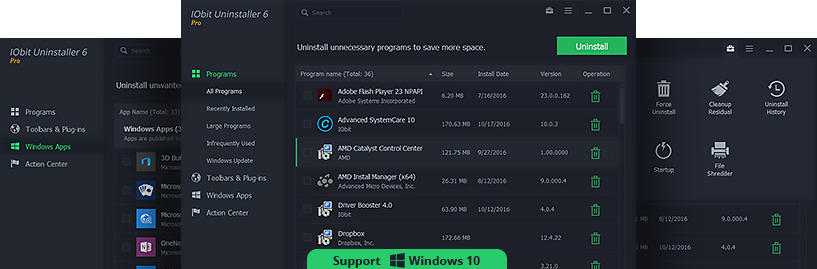 IObit Uninstaller 6
Pro
Search
Uninstall unwante
Programs
Toolbars & Plug-ins
Windows Apps
Action Center
App Name (Total: 33)
Windows Apps (3
Apps are published b
3D Bu
Microsof
Microso
Microsof
Microso
Microsof
OneNo
Microsof
IObit Uninstaller 6
Pro
Search
Uninstall unnecessary programs to save more space.
Uninstall
Programs
All Programs
Recently Installed
Large Programs
Infrequently Used
Windows Update
Toolbars & Plug-ins
Windows Apps
Action Center
Program name (Total: 36) Size Install Date Version Operation
Adobe Flash Player 23 NPAPI 6.20 MB 7/16/2016 23.0.0.162
Adobe Systems Incorporated
Advanced SystemCare 10 170.63 MB 10/17/2016 10.0.3
IObit
AMD Catalyst Control Center 121.75 MB 9/27/2016 1.00.0000
AMD
AMD Install Manager (x64) 26.31 MB 8/12/2016 9.0.000.4
Advanced Micro Devices, Inc.
Driver Booster 4.0 63.90 MB 10/12/2016 4.0.4
IObit
Dropbox 172.66 MB 12.4.22
Dropbox, Inc.
3.21.0
Support Windows 10
Force
Uninstall
Cleanup
Residual
Uninstall
History
Startup
File
Shredder
MB 8/12/2016 9.0.000.4
MB 10/12/2016 4.0.4